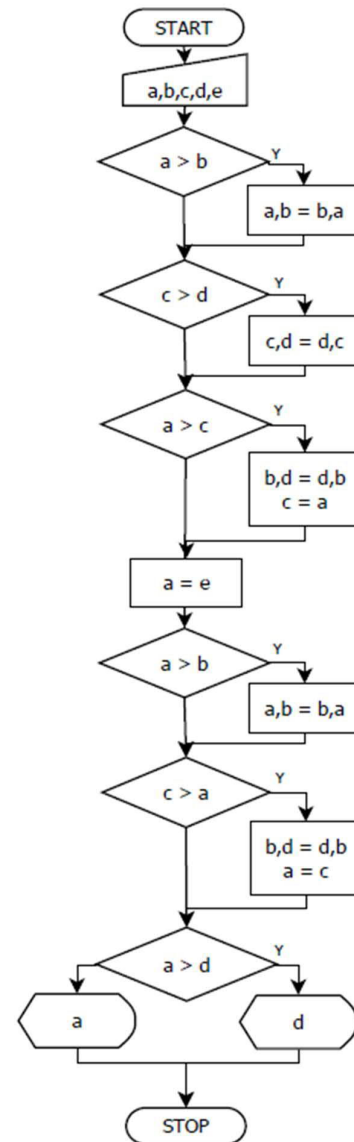 START
a,b,c,d,e
a > b
Y
a,b = b,a
c > d
Y
c,d = d,c
a > c
Y
b,d = d,b
c = a
a = e
a > b
Y
a,b = b,a
c > a
Y
b,d = d,b
a = c
a > d
Y
a
d
STOP